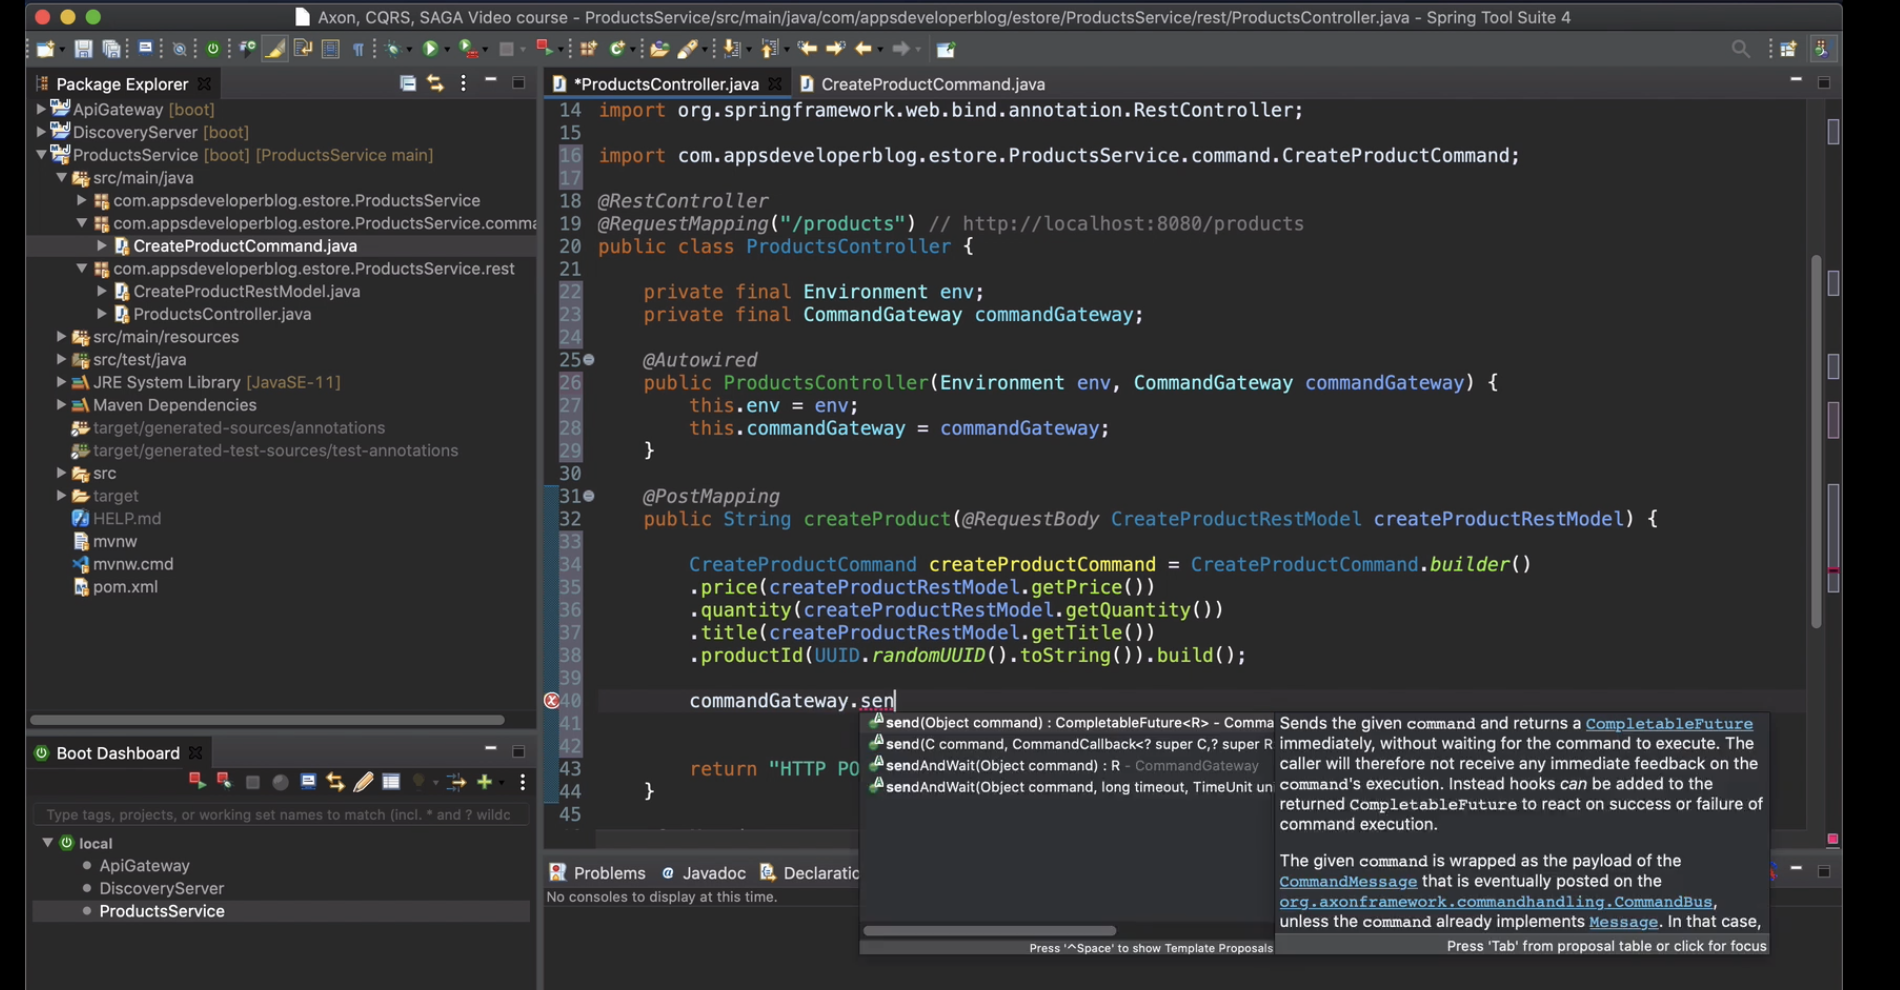 Axon, CQRS, SAGA Video course - ProductsService/src/main/java/com/appsdeveloperblog/estore/ProductsService/rest/ProductsController.java - Spring Tool Suite 4
Package Explorer
ApiGateway [boot]
DiscoveryServer [boot]
ProductsService [boot] [ProductsService main]
src/main/java
com.appsdeveloperblog.estore.ProductsService
com.appsdeveloperblog.estore.ProductsService.comma
CreateProductCommand.java
com.appsdeveloperblog.estore.ProductsService.rest
CreateProductRestModel.java
ProductsController.java
src/main/resources
src/test/java
JRE System Library [JavaSE-11]
Maven Dependencies
target/generated-sources/annotations
target/generated-test-sources/test-annotations
src
target
HELP.md
mvnw
mvnw.cmd
pom.xml
Boot Dashboard
Type tags, projects, or working set names to match (incl. * and ? wildc
local
ApiGateway
DiscoveryServer
ProductsService
*ProductsController.java
CreateProductCommand.java
14 import org.springframework.web.bind.annotation.RestController;
15
16 import com.appsdeveloperblog.estore.ProductsService.command.CreateProductCommand;
17
18 @RestController
19 @RequestMapping("/products") // http://localhost:8080/products
20 public class ProductsController {
21
22 private final Environment env;
23 private final CommandGateway commandGateway;
24
25 @Autowired
26 public ProductsController(Environment env, CommandGateway commandGateway) {
27 this.env = env;
28 this.commandGateway = commandGateway;
29 }
30
31 @PostMapping
32 public String createProduct(@RequestBody CreateProductRestModel createProductRestModel) {
33
34 CreateProductCommand createProductCommand = CreateProductCommand.builder()
35 .price(createProductRestModel.getPrice())
36 .quantity(createProductRestModel.getQuantity())
37 .title(createProductRestModel.getTitle())
38 .productId(UUID.randomUUID().toString()).build();
39
40 commandGateway.sen
41
42
43 return "HTTP PO
44 }
45
send(Object command) : CompletableFuture<R> - Comma
send(C command, CommandCallback<? super C,? super R
sendAndWait(Object command) : R - CommandGateway
sendAndWait(Object command, long timeout, TimeUnit un
Press '^Space' to show Template Proposals
Sends the given command and returns a CompletableFuture
immediately, without waiting for the command to execute. The
caller will therefore not receive any immediate feedback on the
command's execution. Instead hooks can be added to the
returned CompletableFuture to react on success or failure of
command execution.
The given command is wrapped as the payload of the
CommandMessage that is eventually posted on the
org.axonframework.commandhandling.CommandBus,
unless the command already implements Message. In that case,
Press 'Tab' from proposal table or click for focus
Problems
Javadoc
Declaratio
No consoles to display at this time.